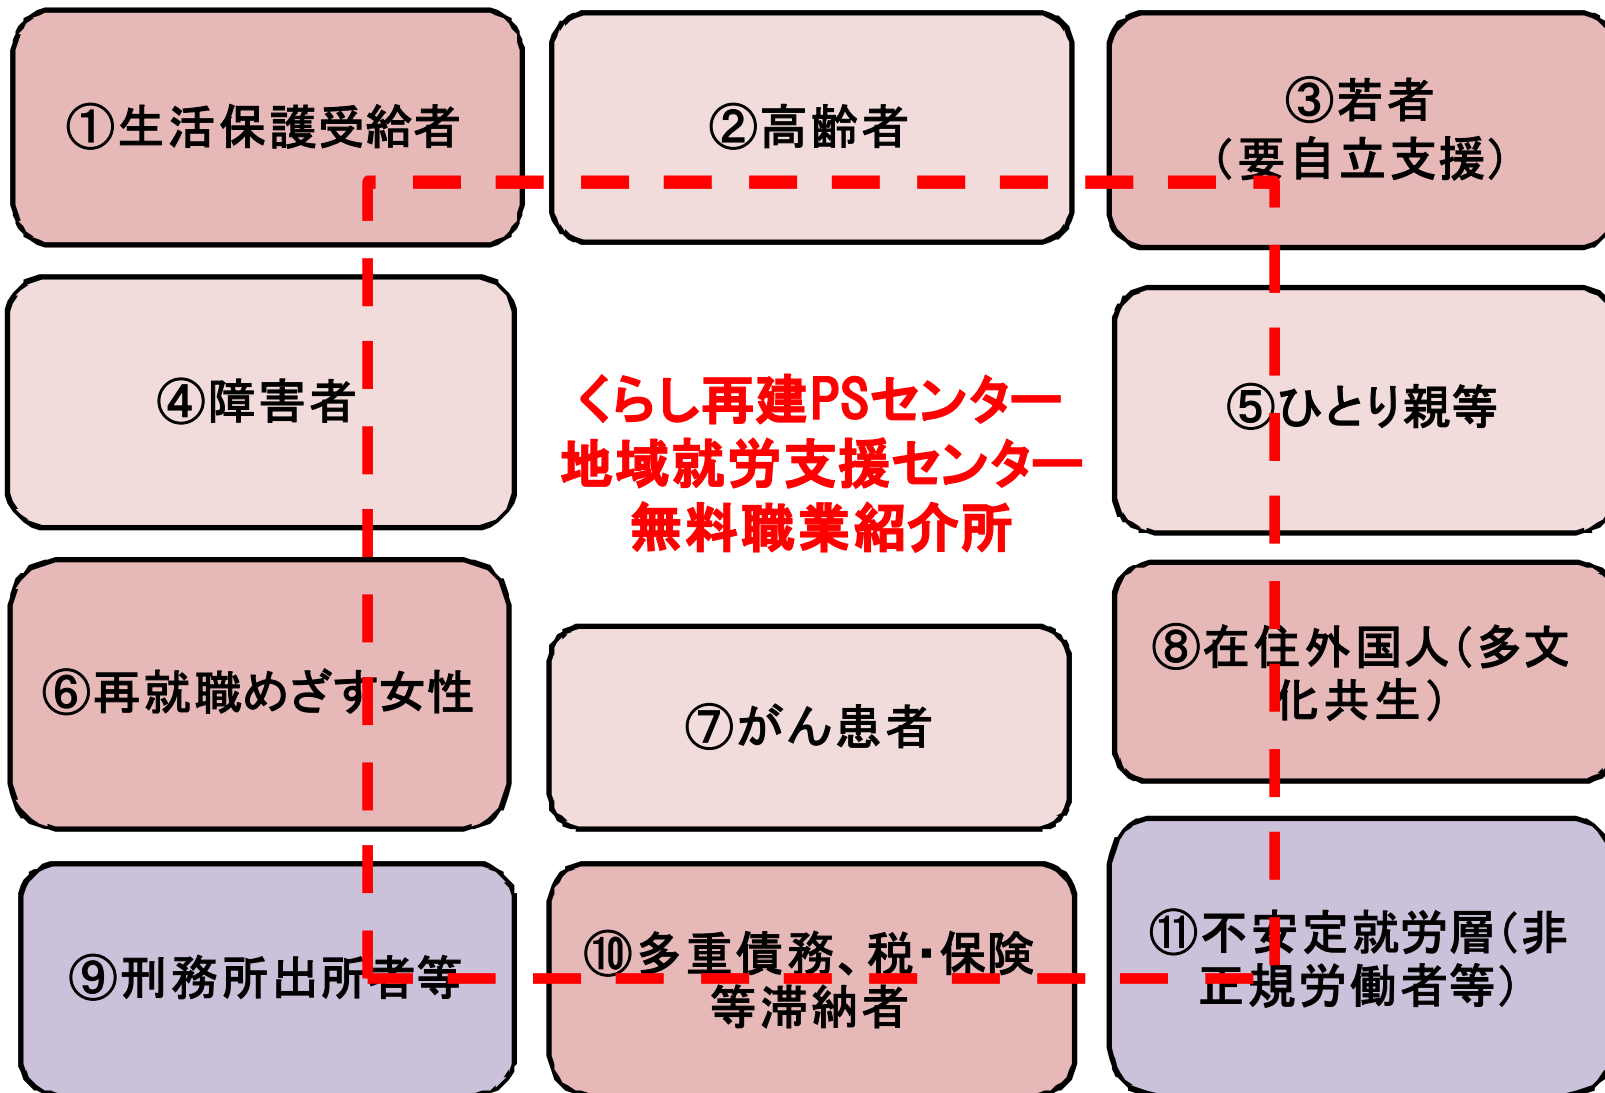 ①生活保護受給者
②高齢者
③若者
（要自立支援）
④障害者
くらし再建PSセンター
地域就労支援センター
無料職業紹介所
⑤ひとり親等
⑥再就職めざす女性
⑦がん患者
⑧在住外国人（多文
化共生）
⑨刑務所出所者等
⑩多重債務、税・保険
等滞納者
⑪不安定就労層（非
正規労働者等）